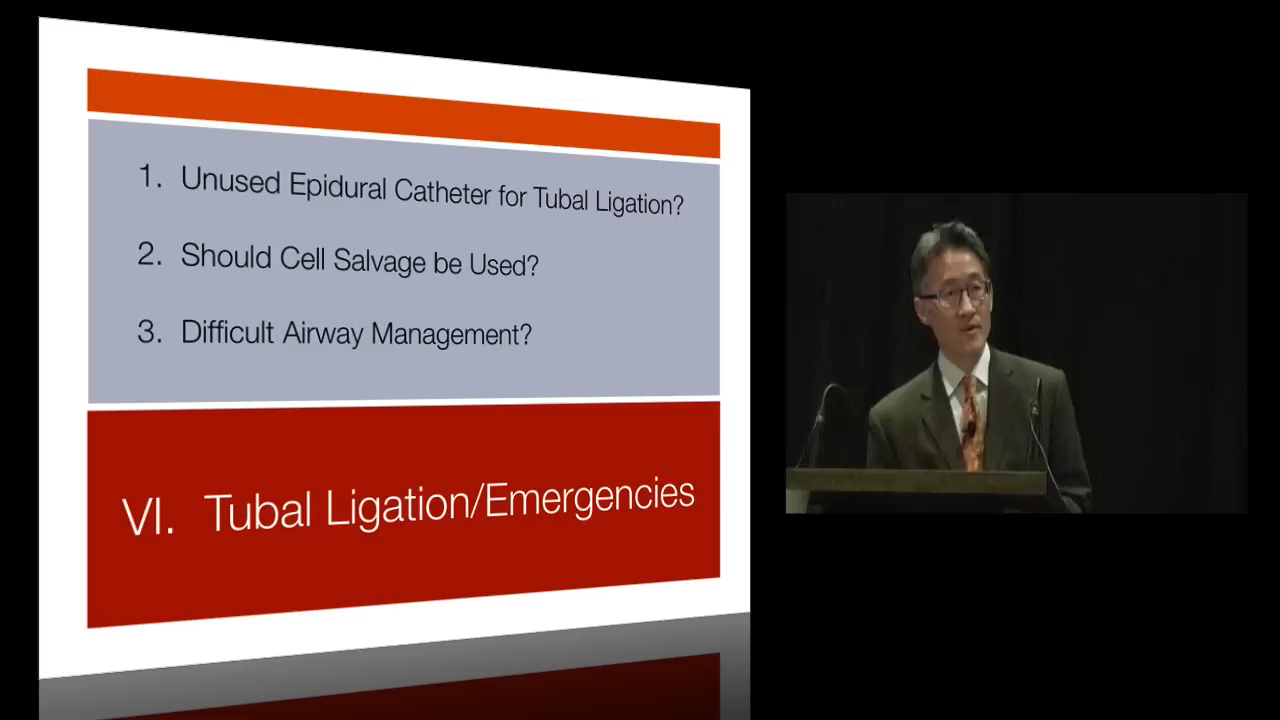 1. Unused Epidural Catheter for Tubal Ligation?
2. Should Cell Salvage be Used?
3. Difficult Airway Management?
VI. Tubal Ligation/Emergencies